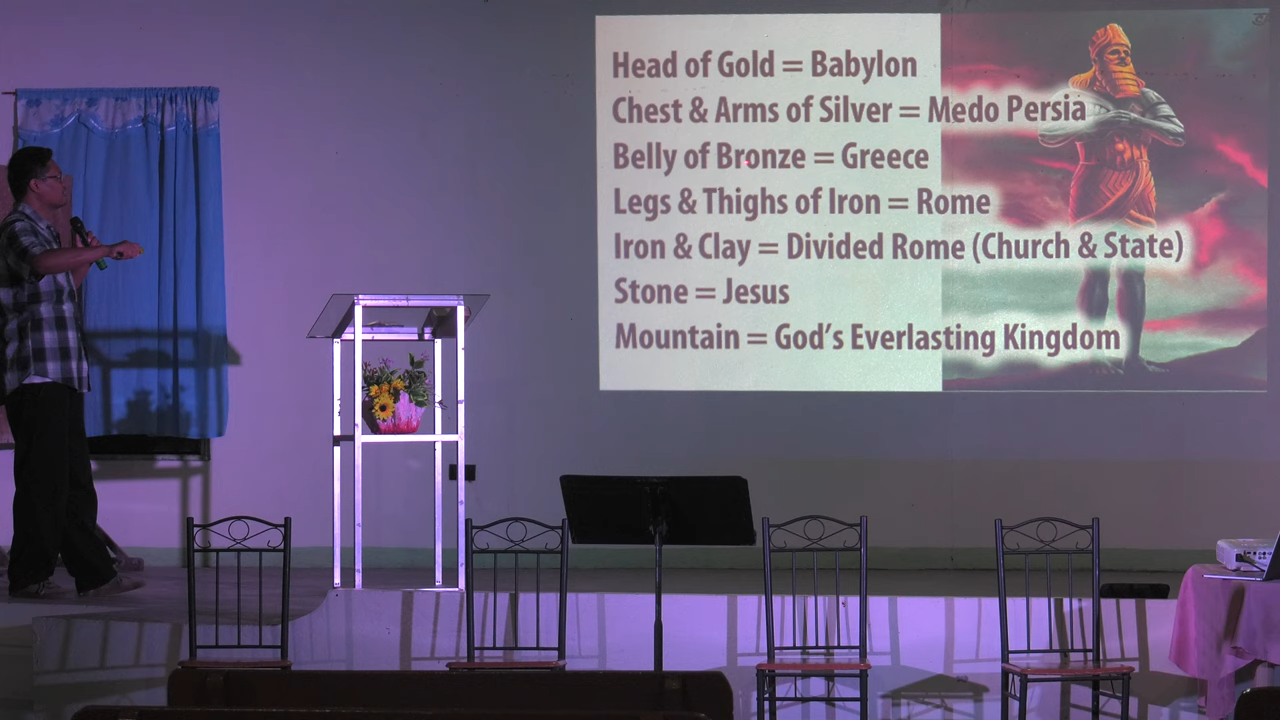 Head of Gold = Babylon
Chest & Arms of Silver = Medo Persia
Belly of Bronze = Greece
Legs & Thighs of Iron = Rome
Iron & Clay = Divided Rome (Church & State)
Stone = Jesus
Mountain = God's Everlasting Kingdom